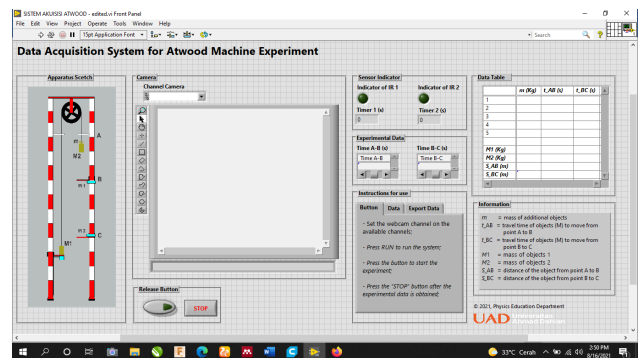 SISTEM AKUISISI ATWOOD - edited.vi Front Panel
File Edit View Project Operate Tools Window Help
15pt Application Font
Search
Data Acquisition System for Atwood Machine Experiment
Apparatus Scetch
m
M2
A
m 1
B
m 2
C
M1
Camera
Channel Camera
Release Button
STOP
Sensor Indicator
Indicator of IR 1 Indicator of IR 2
Timer 1 (s) Timer 2 (s)
0 0
Experimental Data
Time A-B (s) Time B-C (s)
Time A-B Time B-C
Instructions for use
Button Data Export Data
- Set the webcam channel on the
available channels;
- Press RUN to run the system;
- Press the button to start the
experiment;
- Press the "STOP" button after the
experimental data is obtained;
Data Table
m (Kg) t_AB (s) t_BC (s)
1
2
3
4
5
M1 (Kg)
M2 (Kg)
S_AB (m)
S_BC (m)
Information
m = mass of additional objects
t_AB = travel time of objects (M) to move from
point A to B
t_BC = travel time of objects (M) to move from
point B to C
M1 = mass of objects 1
M2 = mass of objects 2
S_AB = distance of the object from point A to B
S_BC = distance of the object from point B to C
© 2021, Physics Education Department
UAD Universitas
Ahmad Dahlan
33°C Cerah
2:50 PM
8/16/2021